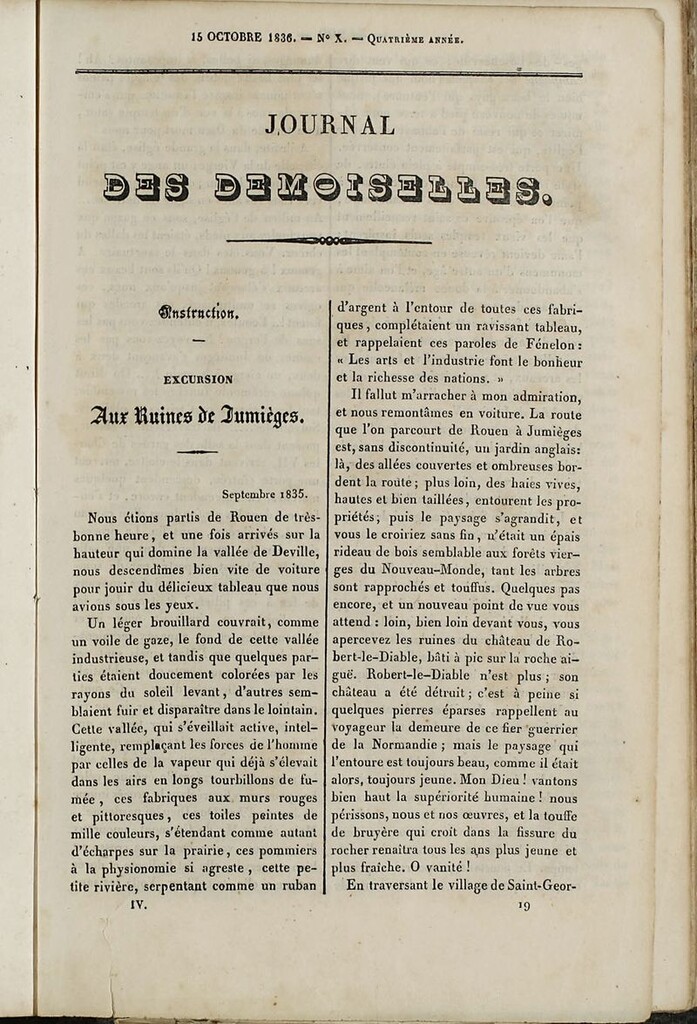 15 OCTOBRE 1836. — N° X. — QUATRIÈME ANNÉE.
JOURNAL
DES DEMOISELLES.
Instruction.
EXCURSION
Aux Ruines de Jumièges.
Septembre 1835.
Nous étions partis de Rouen de très-
bonne heure, et une fois arrivés sur la
hauteur qui domine la vallée de Deville,
nous descendîmes bien vite de voiture
pour jouir du délicieux tableau que nous
avions sous les yeux.
Un léger brouillard couvrait, comme
un voile de gaze, le fond de cette vallée
industrieuse, et tandis que quelques par-
ties étaient doucement colorées par les
rayons du soleil levant, d'autres sem-
blaient fuir et disparaître dans le lointain.
Cette vallée, qui s'éveillait active, intel-
ligente, remplaçant les forces de l'homme
par celles de la vapeur qui déjà s'élevait
dans les airs en longs tourbillons de fu-
mée, ces fabriques aux murs rouges
et pittoresques, ces toiles peintes de
mille couleurs, s'étendant comme autant
d'écharpes sur la prairie, ces pommiers
à la physionomie si agreste, cette pe-
tite rivière, serpentant comme un ruban
IV.
d'argent à l'entour de toutes ces fabri-
ques, complétaient un ravissant tableau,
et rappelaient ces paroles de Fénelon :
« Les arts et l'industrie font le bonheur
et la richesse des nations. »
Il fallut m'arracher à mon admiration,
et nous remontâmes en voiture. La route
que l'on parcourt de Rouen à Jumièges
est, sans discontinuité, un jardin anglais:
là, des allées couvertes et ombreuses bor-
dent la route; plus loin, des haies vives,
hautes et bien taillées, entourent les pro-
priétés; puis le paysage s'agrandit, et
vous le croiriez sans fin, n'était un épais
rideau de bois semblable aux forêts vier-
ges du Nouveau-Monde, tant les arbres
sont rapprochés et touffus. Quelques pas
encore, et un nouveau point de vue vous
attend : loin, bien loin devant vous, vous
apercevez les ruines du château de Ro-
bert-le-Diable, bâti à pic sur la roche ai-
guë. Robert-le-Diable n'est plus; son
château a été détruit; c'est à peine si
quelques pierres éparses rappellent au
voyageur la demeure de ce fier guerrier
de la Normandie; mais le paysage qui
l'entoure est toujours beau, comme il était
alors, toujours jeune. Mon Dieu! vantons
bien haut la supériorité humaine! nous
périssons, nous et nos œuvres, et la touffe
de bruyère qui croît dans la fissure du
rocher renaîtra tous les ans plus jeune et
plus fraîche. O vanité!
En traversant le village de Saint-Geor-
19